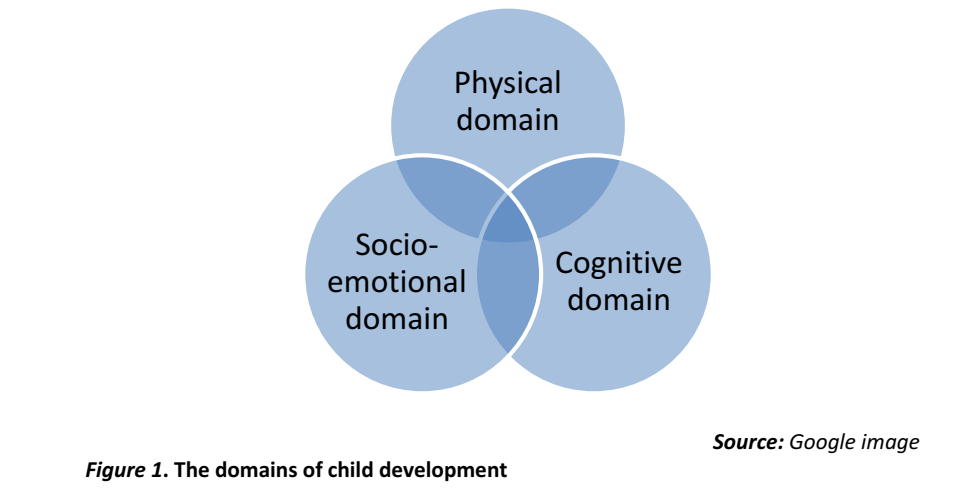 Physical
domain
Socio-
emotional
domain
Cognitive
domain
Source: Google image
Figure 1. The domains of child development